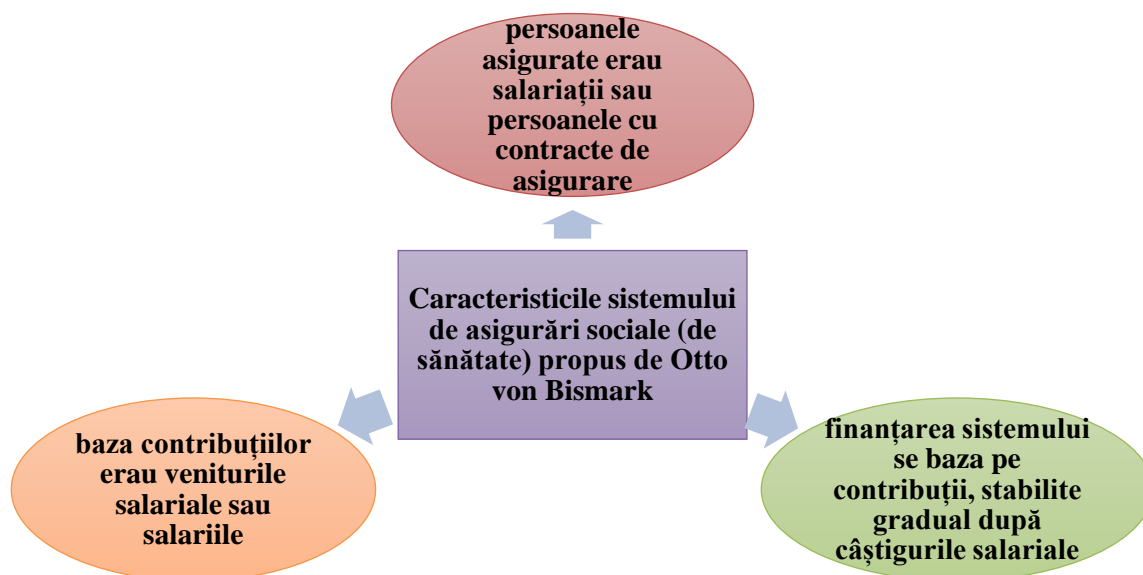 persoanele
asigurate erau
salariații sau
persoanele cu
contracte de
asigurare
Caracteristicile sistemului
de asigurări sociale (de
sănătate) propus de Otto
von Bismark
baza contribuțiilor
erau veniturile
salariale sau
salariile
finanțarea sistemului
se baza pe
contribuții, stabilite
gradual după
câștigurile salariale